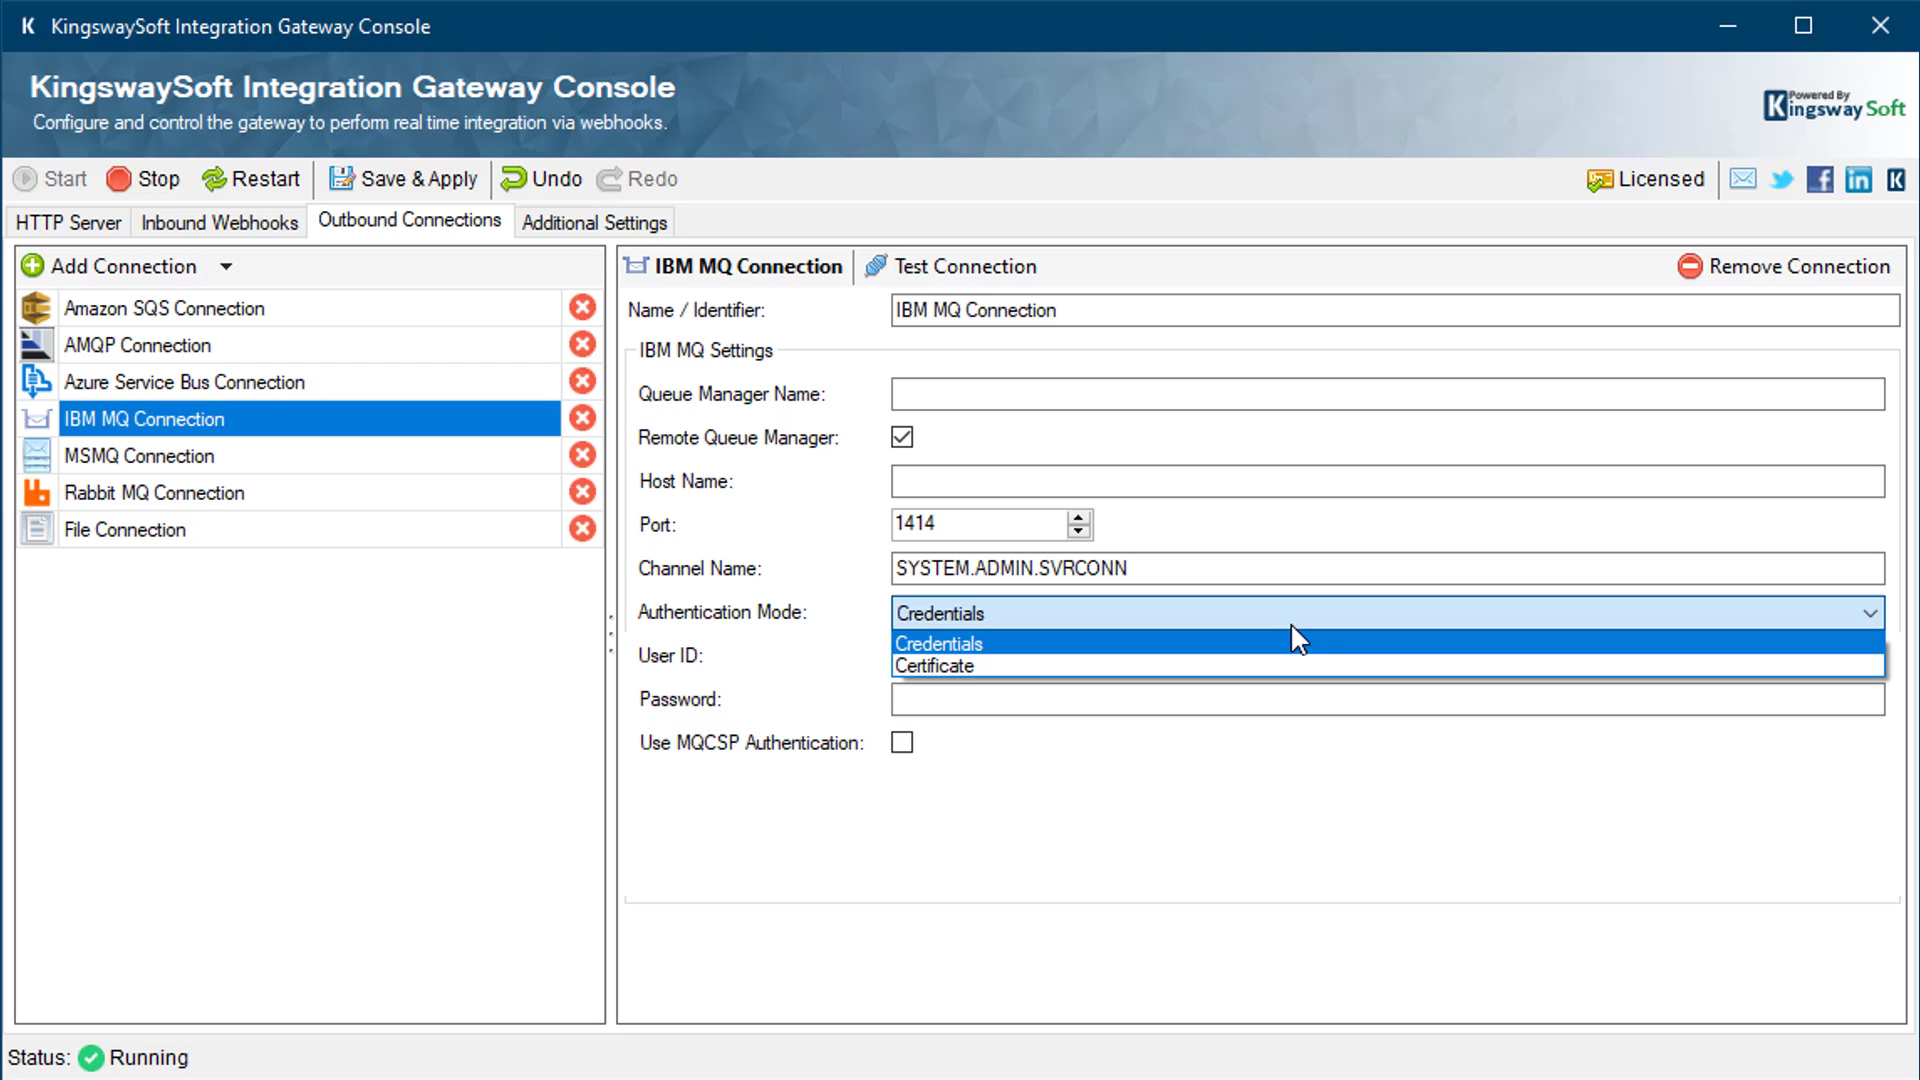 K KingswaySoft Integration Gateway Console
KingswaySoft Integration Gateway Console
Configure and control the gateway to perform real time integration via webhooks.
Powered By
KingswaySoft
Start Stop Restart Save & Apply Undo Redo Licensed f in K
HTTP Server Inbound Webhooks Outbound Connections Additional Settings
Add Connection
Amazon SQS Connection
AMQP Connection
Azure Service Bus Connection
IBM MQ Connection
MSMQ Connection
Rabbit MQ Connection
File Connection
IBM MQ Connection Test Connection Remove Connection
Name / Identifier: IBM MQ Connection
IBM MQ Settings
Queue Manager Name:
Remote Queue Manager:
Host Name:
Port: 1414
Channel Name: SYSTEM.ADMIN.SVRCONN
Authentication Mode: Credentials
Credentials
User ID:
Certificate
Password:
Use MQCSP Authentication:
Status: Running